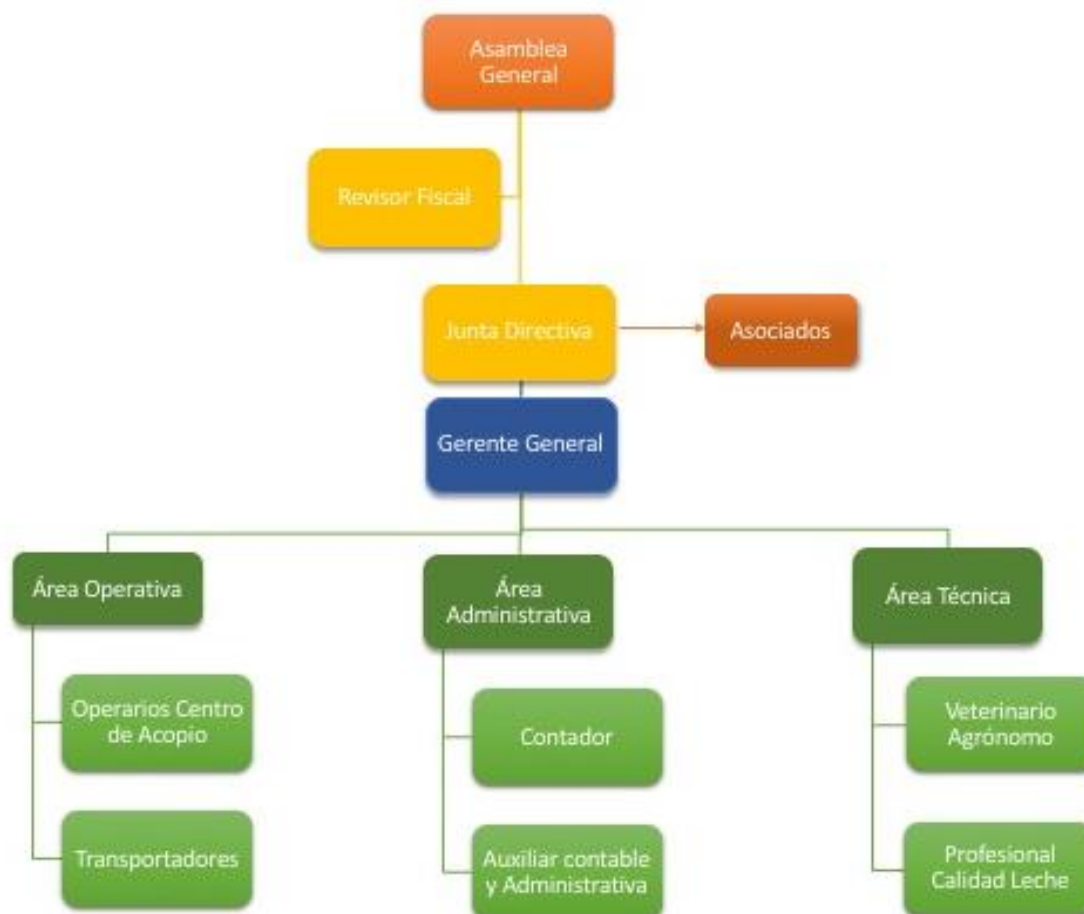 Asamblea
General
Revisor Fiscal
Junta Directiva
Asociados
Gerente General
Área Operativa
Área
Administrativa
Área Técnica
Operarios Centro
de Acopio
Contador
Veterinario
Agrónomo
Transportadores
Auxiliar contable
y Administrativa
Profesional
Calidad Leche